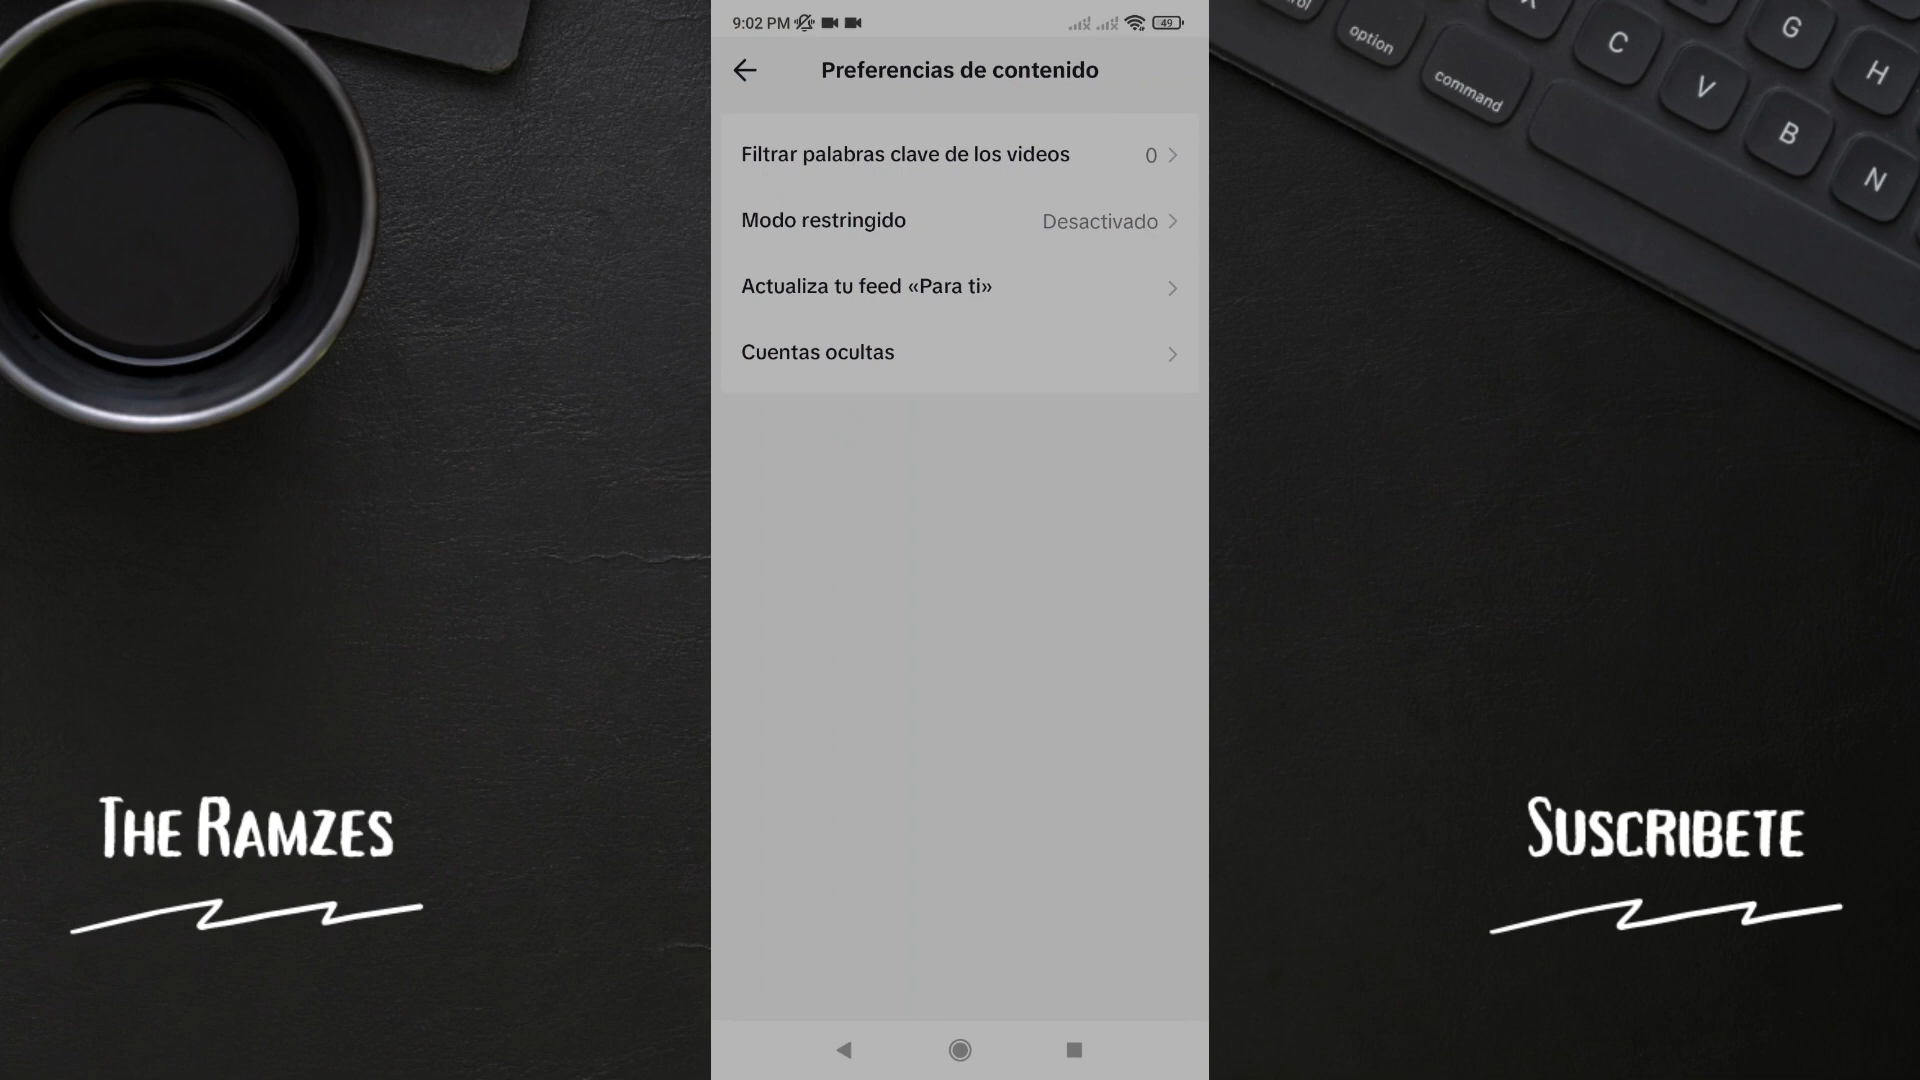 9:02 PM
49
Preferencias de contenido
Filtrar palabras clave de los videos 0
Modo restringido Desactivado
Actualiza tu feed «Para ti»
Cuentas ocultas
option
command
C
V
B
N
G
H
The Ramzes
Suscribete